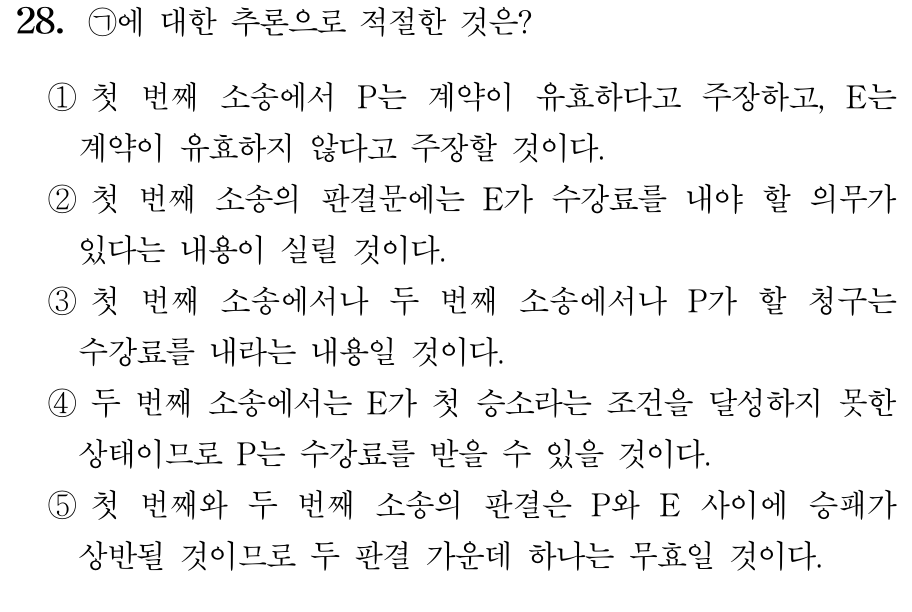 28. ㉠에 대한 추론으로 적절한 것은?
① 첫 번째 소송에서 P는 계약이 유효하다고 주장하고, E는
계약이 유효하지 않다고 주장할 것이다.
② 첫 번째 소송의 판결문에는 E가 수강료를 내야 할 의무가
있다는 내용이 실릴 것이다.
③ 첫 번째 소송에서나 두 번째 소송에서나 P가 할 청구는
수강료를 내라는 내용일 것이다.
④ 두 번째 소송에서는 E가 첫 승소라는 조건을 달성하지 못한
상태이므로 P는 수강료를 받을 수 있을 것이다.
⑤ 첫 번째와 두 번째 소송의 판결은 P와 E 사이에 승패가
상반될 것이므로 두 판결 가운데 하나는 무효일 것이다.